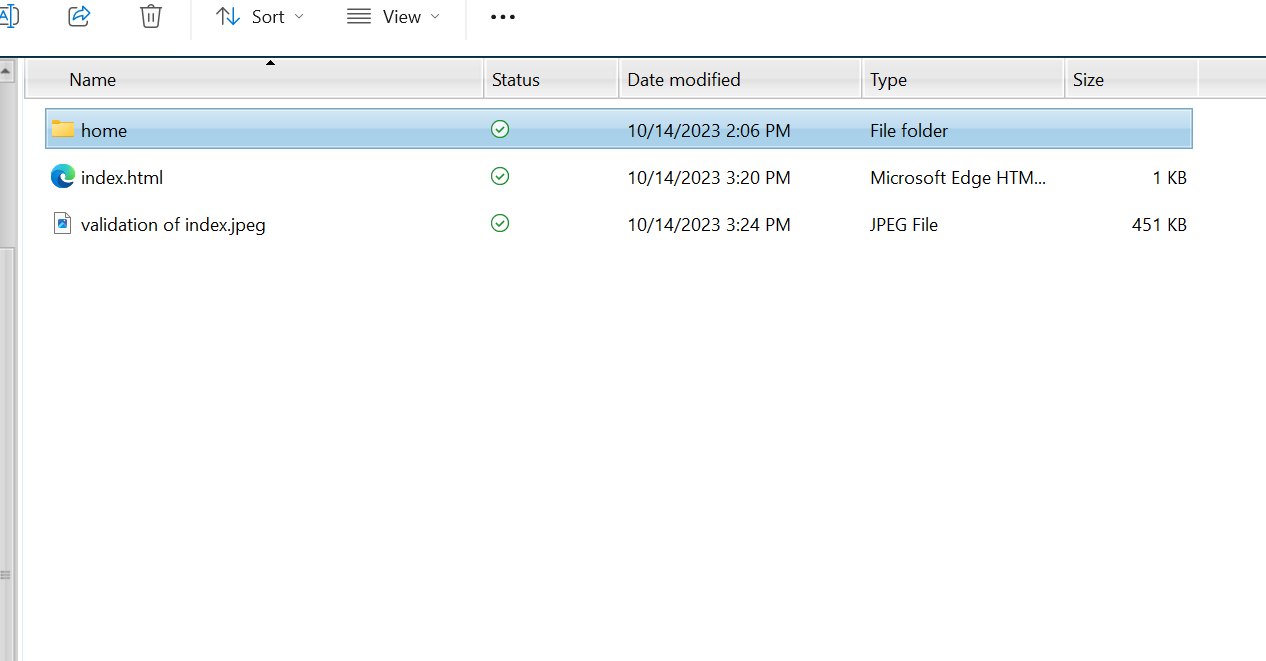 Sort View
Name Status Date modified Type Size
home 10/14/2023 2:06 PM File folder
index.html 10/14/2023 3:20 PM Microsoft Edge HTM... 1 KB
validation of index.jpeg 10/14/2023 3:24 PM JPEG File 451 KB